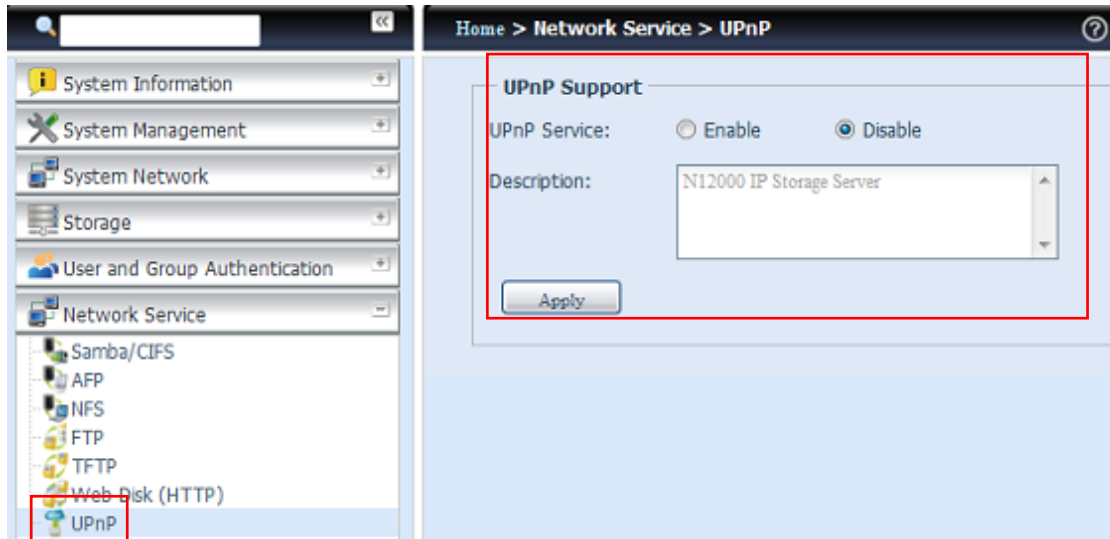 Home > Network Service > UPnP
System Information
System Management
System Network
Storage
User and Group Authentication
Network Service
Samba/CIFS
AFP
NFS
FTP
TFTP
Web Disk (HTTP)
UPnP
UPnP Support
UPnP Service: Enable Disable
Description: N12000 IP Storage Server
Apply